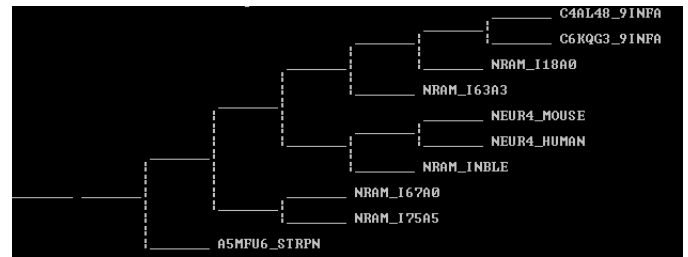 C4AL48_9INFA
C6KQG3_9INFA
NRAM_I18A0
NRAM_I63A3
NEUR4_MOUSE
NEUR4_HUMAN
NRAM_INBLE
NRAM_I67A0
NRAM_I75A5
A5MFU6_STRPN